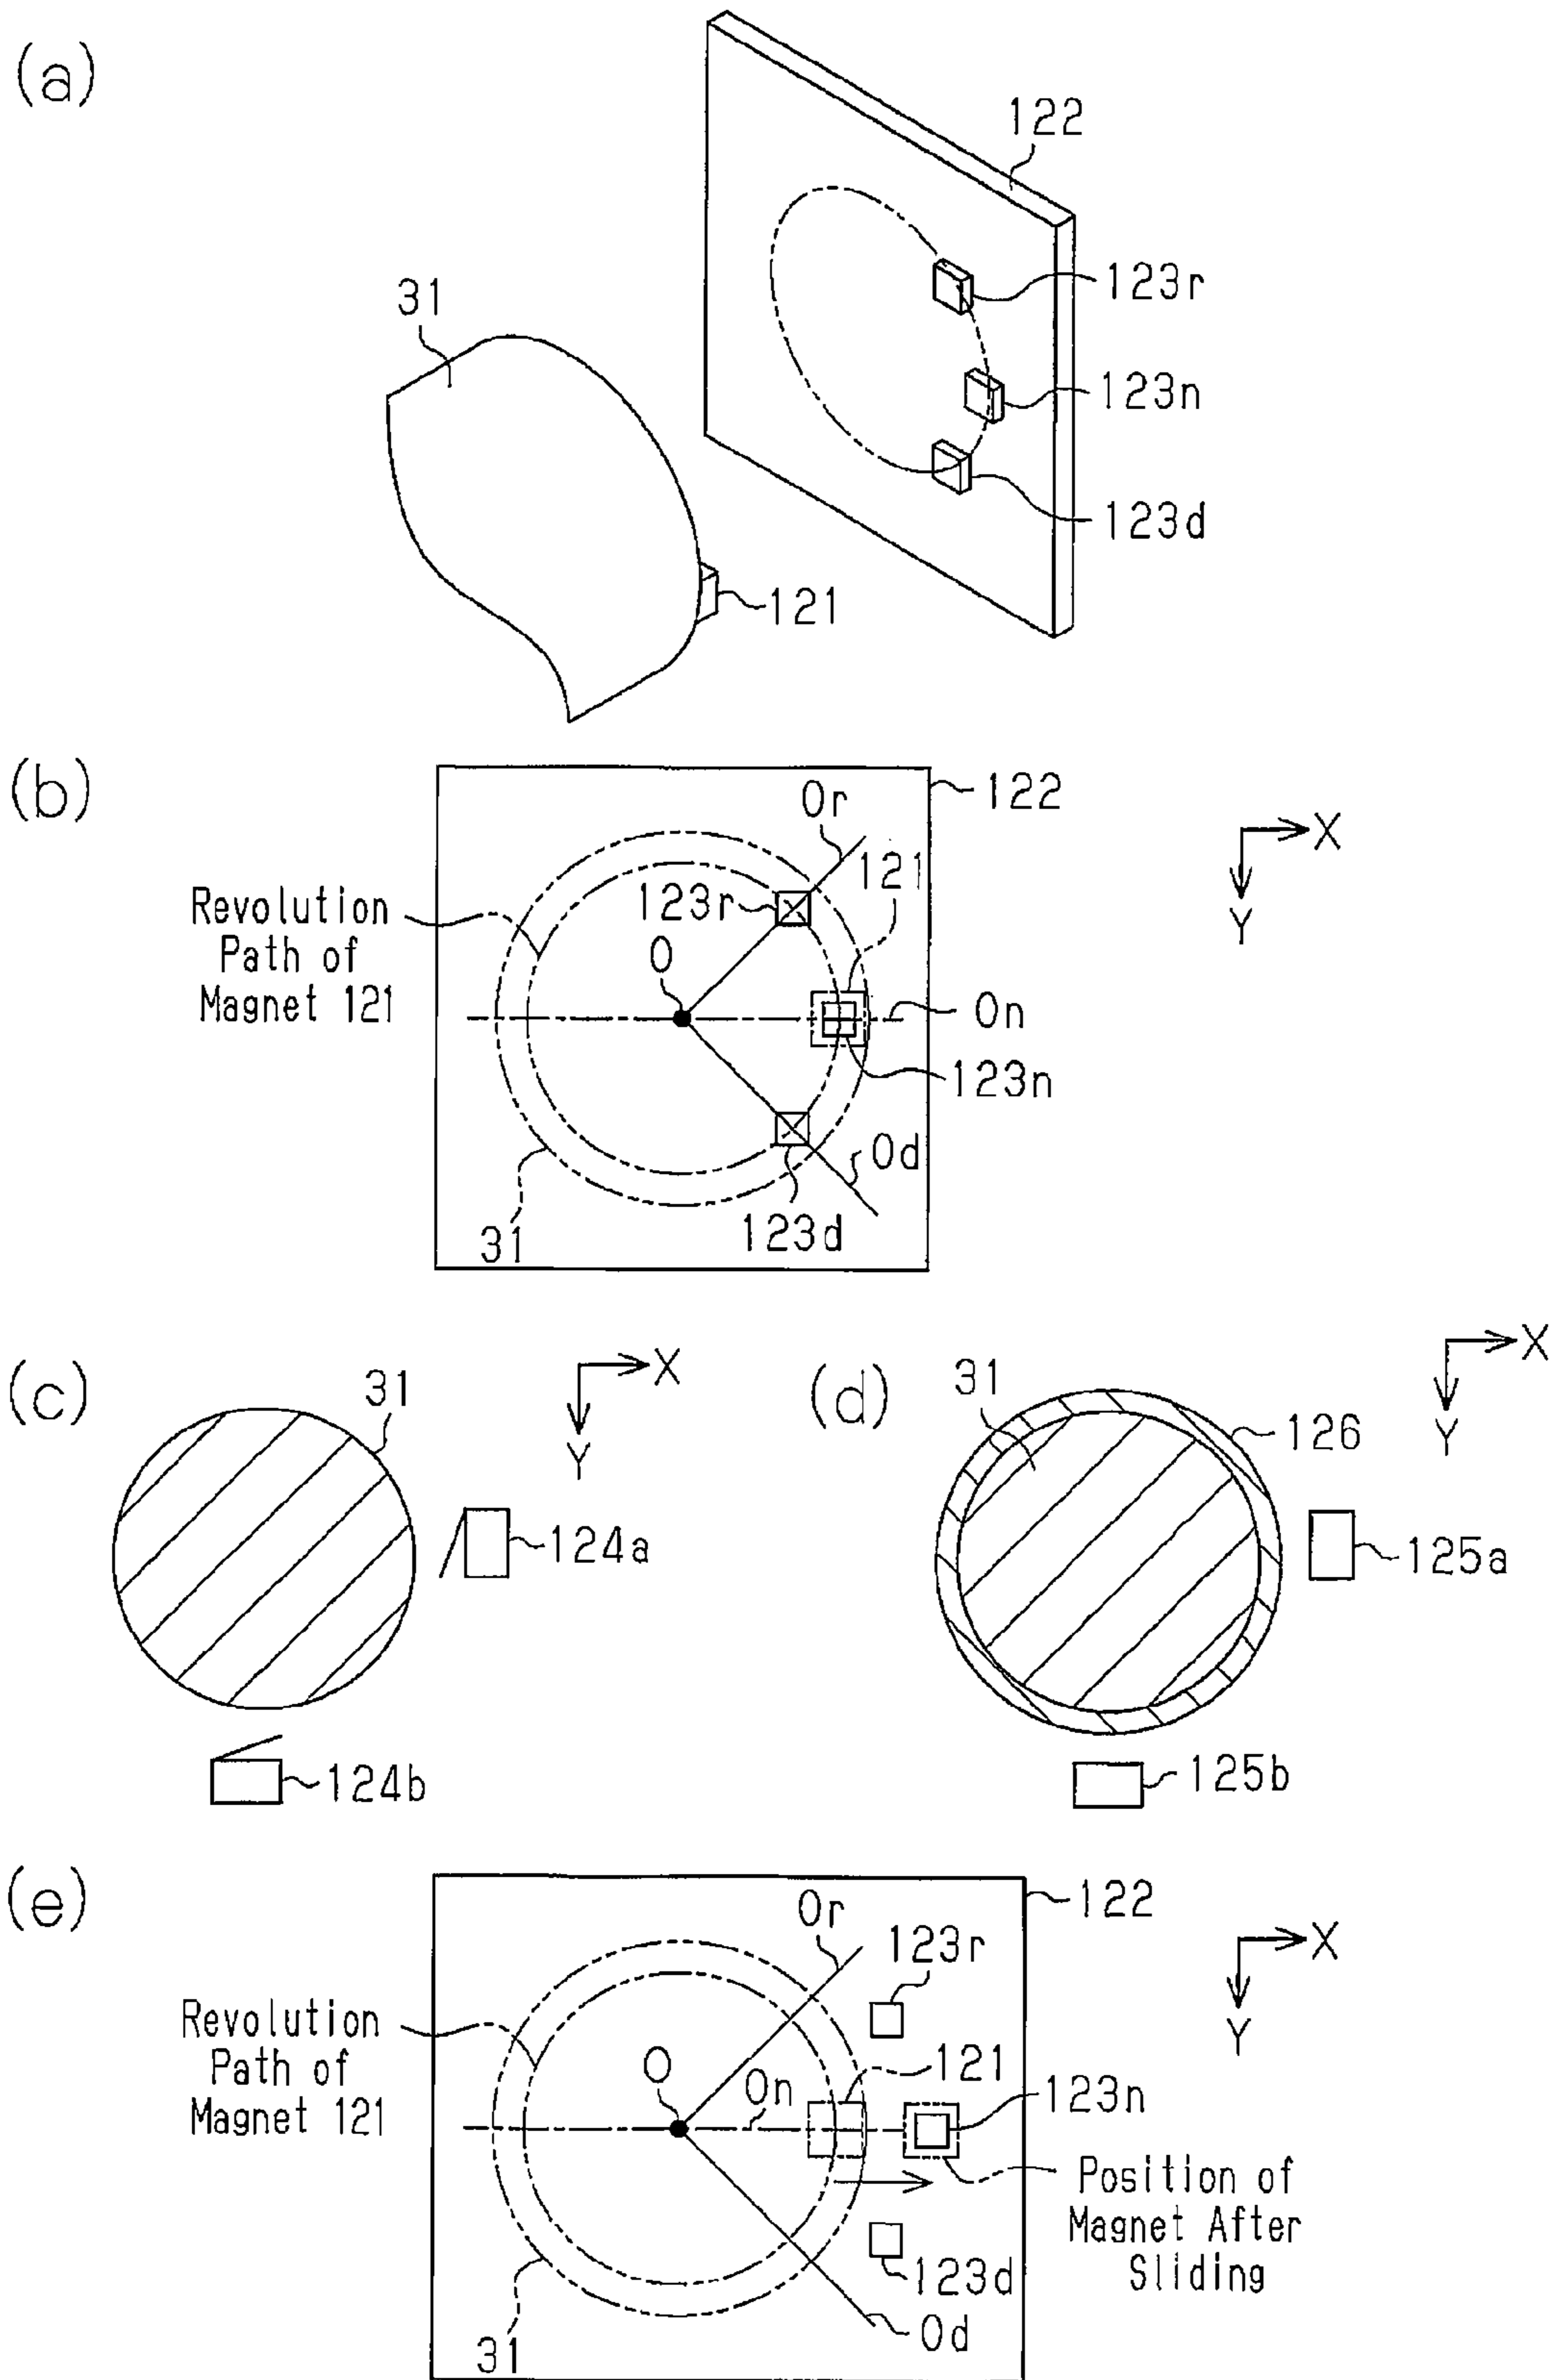 (a)
122
123r
31
123n
123d
121
(b)
Or
122
X
121
Revolution
Path of
Magnet 121
123r
Y
O
On
123n
Od
31
123d
(c)
31
X
Y
124a
124b
(d)
31
X
126
Y
125a
125b
(e)
Or
122
123r
X
Revolution
Path of
Magnet 121
Y
O
On
121
123n
Position of
Magnet After
Sliding
123d
31
Od